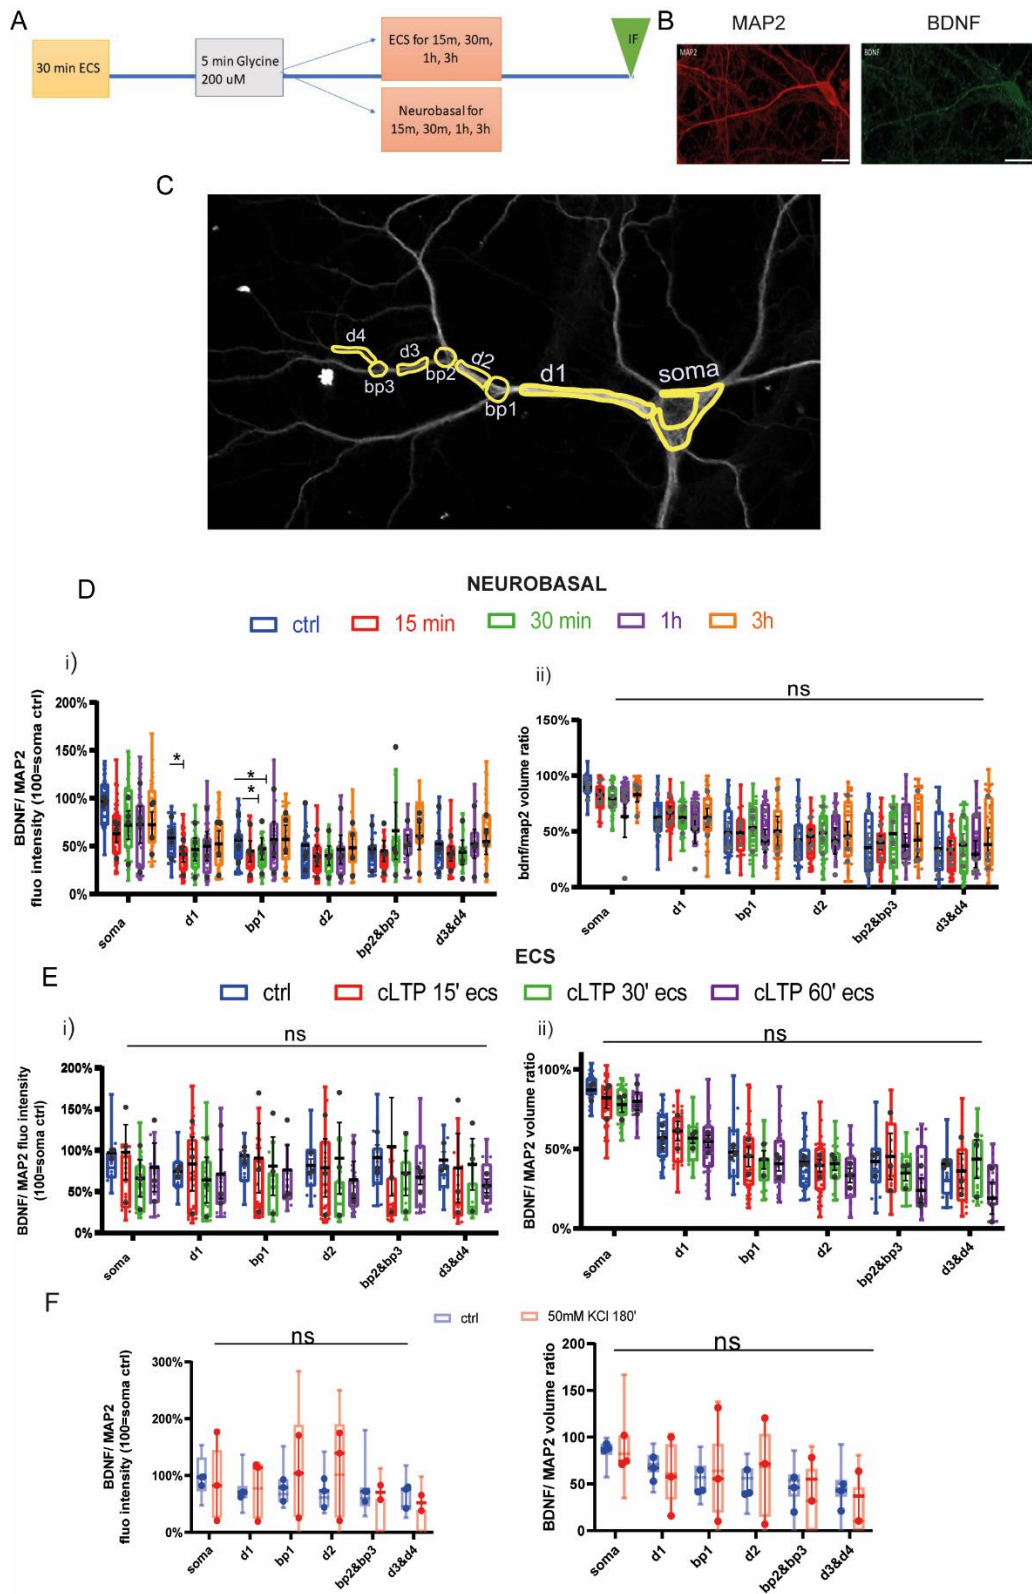 A
30 min ECS
5 min Glycine
200 uM
ECS for 15m, 30m,
1h, 3h
Neurobasal for
15m, 30m, 1h, 3h
IF
B
MAP2
BDNF
MAP2
BDNF
C
d4
d3
d2
d1
soma
bp3
bp2
bp1
D
NEUROBASAL
ctrl
15 min
30 min
1h
3h
i)
BDNF/ MAP2
fluo intensity (100=soma ctrl)
200%
150%
100%
50%
0%
*
*
*
soma
d1
bp1
d2
bp2&bp3
d3&d4
ii)
ns
bdnf/map2 volume ratio
150%
100%
50%
0%
soma
d1
bp1
d2
bp2&bp3
d3&d4
E
ECS
ctrl
cLTP 15' ecs
cLTP 30' ecs
cLTP 60' ecs
i)
ns
BDNF/ MAP2 fluo intensity
(100=soma ctrl)
200%
150%
100%
50%
0%
soma
d1
bp1
d2
bp2&bp3
d3&d4
ii)
ns
BDNF/ MAP2 volume ratio
100%
50%
0%
soma
d1
bp1
d2
bp2&bp3
d3&d4
F
ctrl
50mM KCl 180'
ns
BDNF/ MAP2
fluo intensity (100=soma ctrl)
300%
200%
100%
0%
soma
d1
bp1
d2
bp2&bp3
d3&d4
ns
BDNF/ MAP2 volume ratio
200
150
100
50
0
soma
d1
bp1
d2
bp2&bp3
d3&d4